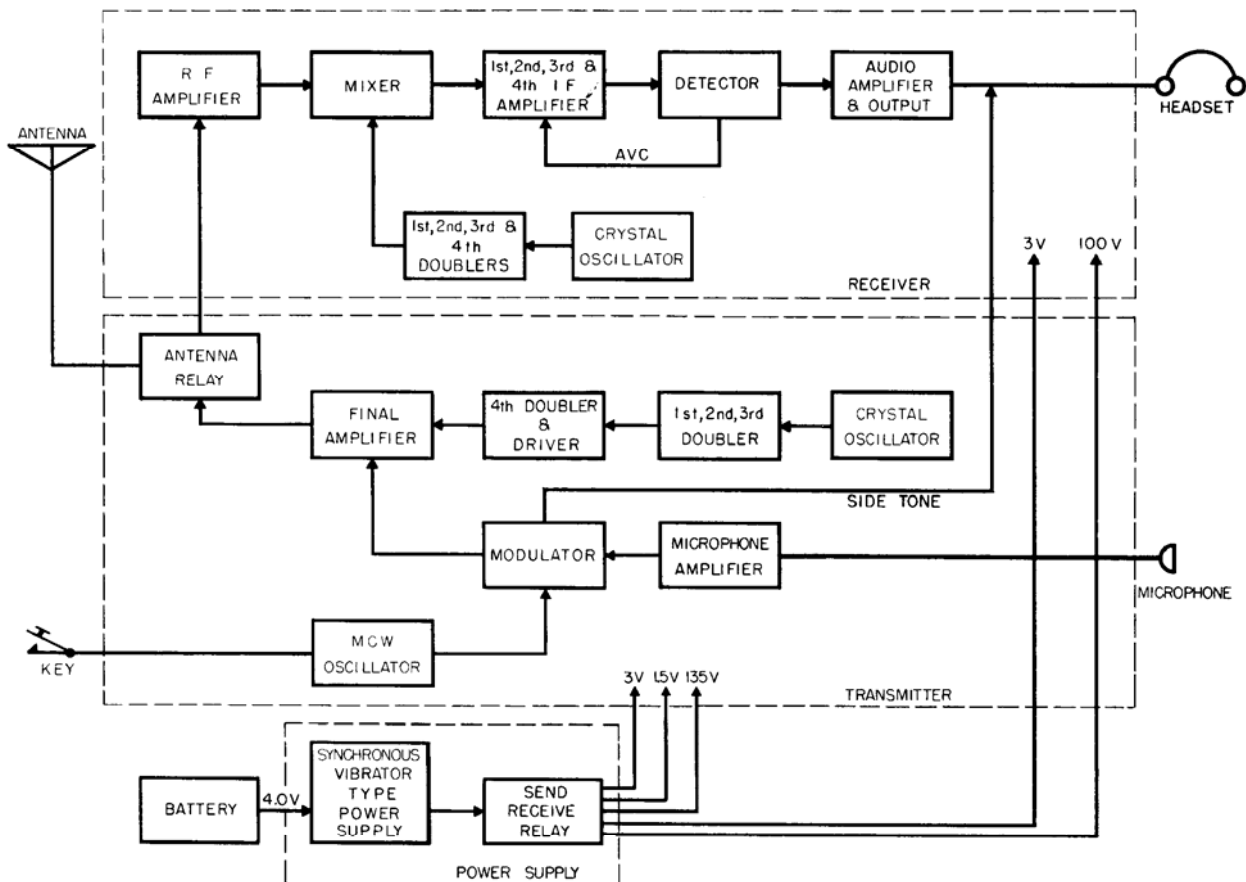 R F
AMPLIFIER
MIXER
1st, 2nd, 3rd &
4th I F
AMPLIFIER
DETECTOR
AUDIO
AMPLIFIER
& OUTPUT
HEADSET
ANTENNA
AVC
1st, 2nd, 3rd &
4th
DOUBLERS
CRYSTAL
OSCILLATOR
3V
100V
RECEIVER
ANTENNA
RELAY
FINAL
AMPLIFIER
4th DOUBLER
&
DRIVER
1st, 2nd, 3rd
DOUBLER
CRYSTAL
OSCILLATOR
SIDE TONE
MODULATOR
MICROPHONE
AMPLIFIER
MICROPHONE
KEY
MCW
OSCILLATOR
3V
1.5V
135V
TRANSMITTER
BATTERY
4.0V
SYNCHRONOUS
VIBRATOR
TYPE
POWER
SUPPLY
SEND
RECEIVE
RELAY
POWER SUPPLY